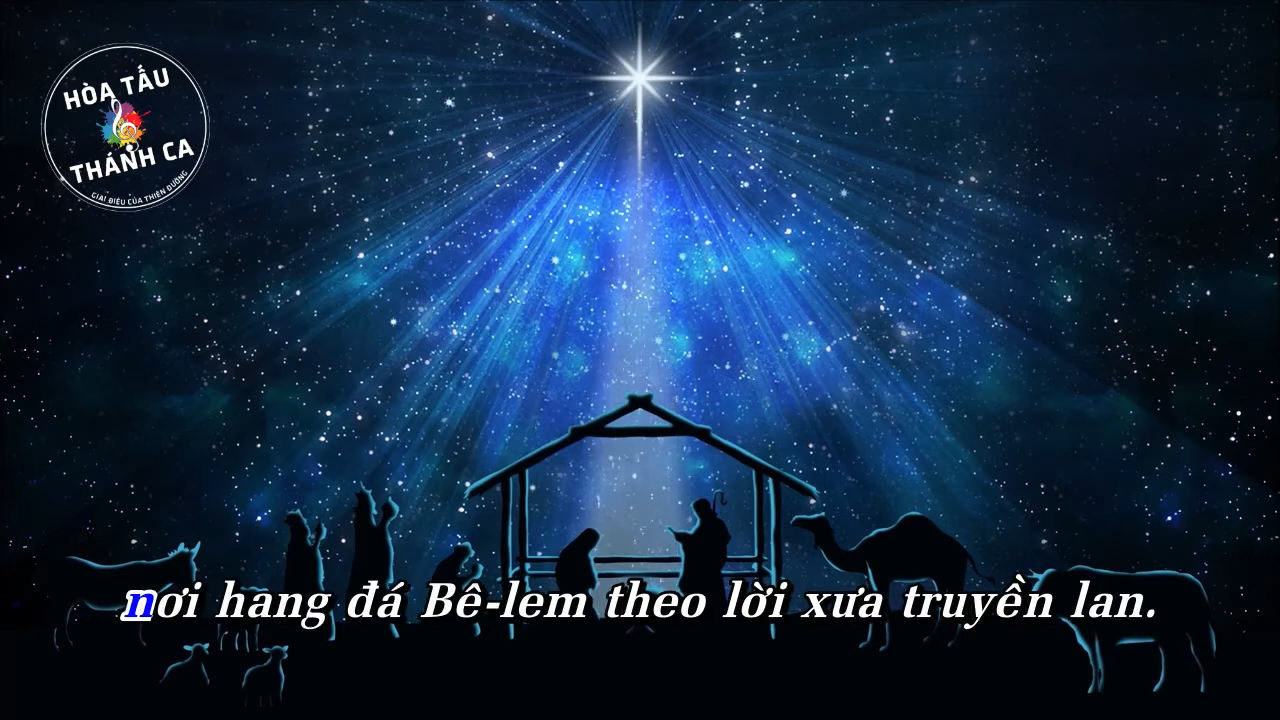 HÒA TẤU
THÁNH CA
GIAI ĐIỆU CỦA THIÊN ĐƯỜNG
nơi hang đá Bê-lem theo lời xưa truyền lan.